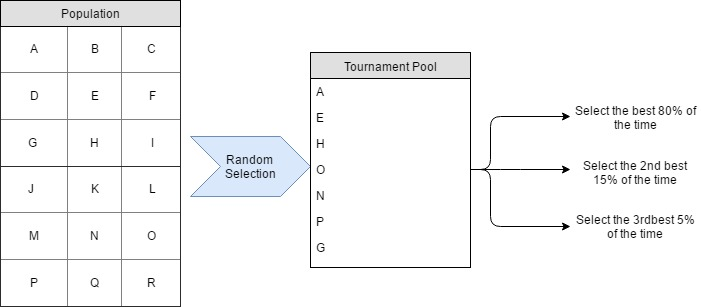 Population
A B C
D E F
G H I
J K L
M N O
P Q R
Random
Selection
Tournament Pool
A
E
H
O
N
P
G
Select the best 80% of
the time
Select the 2nd best
15% of the time
Select the 3rdbest 5%
of the time